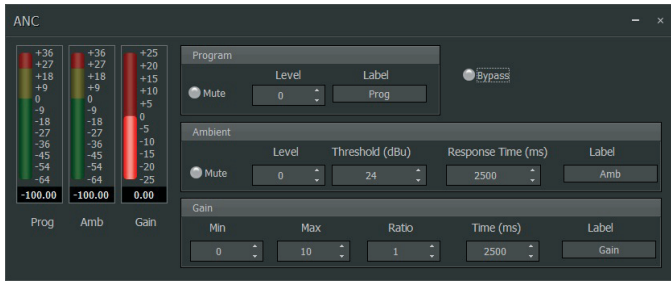 ANC
+36 +36 +25
+27 +27 +20
+18 +18 +15
+9 +9 +10
0 0 +5
-9 -9 0
-18 -18 -5
-27 -27 -10
-36 -36 -15
-45 -45 -20
-54 -54 -25
-64 -64
-100.00 -100.00 0.00
Prog Amb Gain
Program
Level Label
Mute 0 Prog
Bypass
Ambient
Level Threshold (dBu) Response Time (ms) Label
Mute 0 24 2500 Amb
Gain
Min Max Ratio Time (ms) Label
0 10 1 2500 Gain